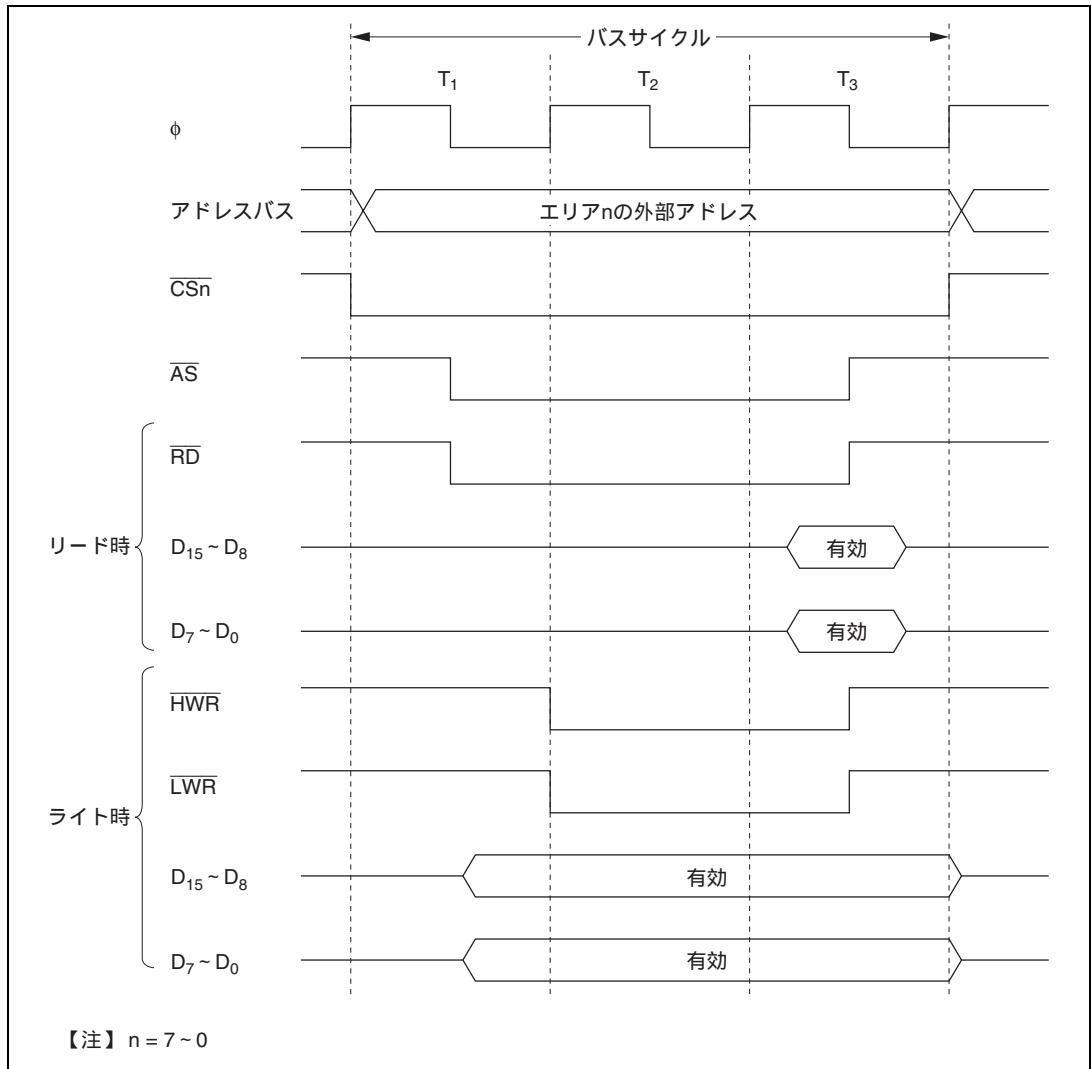 バスサイクル
T1 T2 T3
φ
アドレスバス エリアnの外部アドレス
CSn
AS
リード時
RD
D15~D8 有効
D7~D0 有効
ライト時
HWR
LWR
D15~D8 有効
D7~D0 有効
【注】 n = 7~0